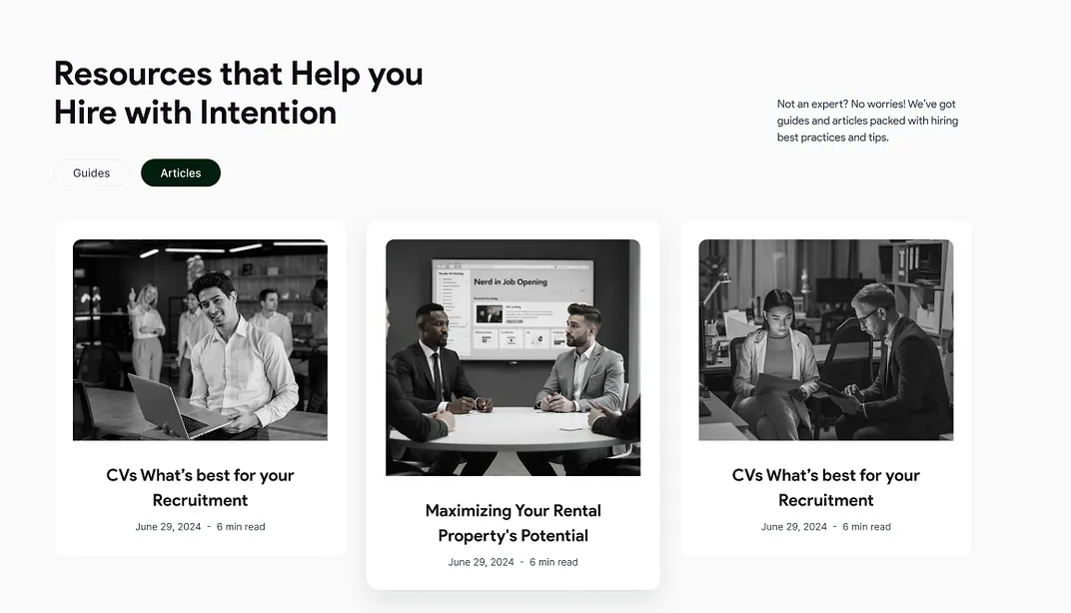 Resources that Help you
Hire with Intention
Not an expert? No worries! We've got
guides and articles packed with hiring
best practices and tips.
Guides
Articles
Nerd in Job Opening
CVs What's best for your
Recruitment
June 29, 2024 - 6 min read
Maximizing Your Rental
Property's Potential
June 29, 2024 - 6 min read
CVs What's best for your
Recruitment
June 29, 2024 - 6 min read